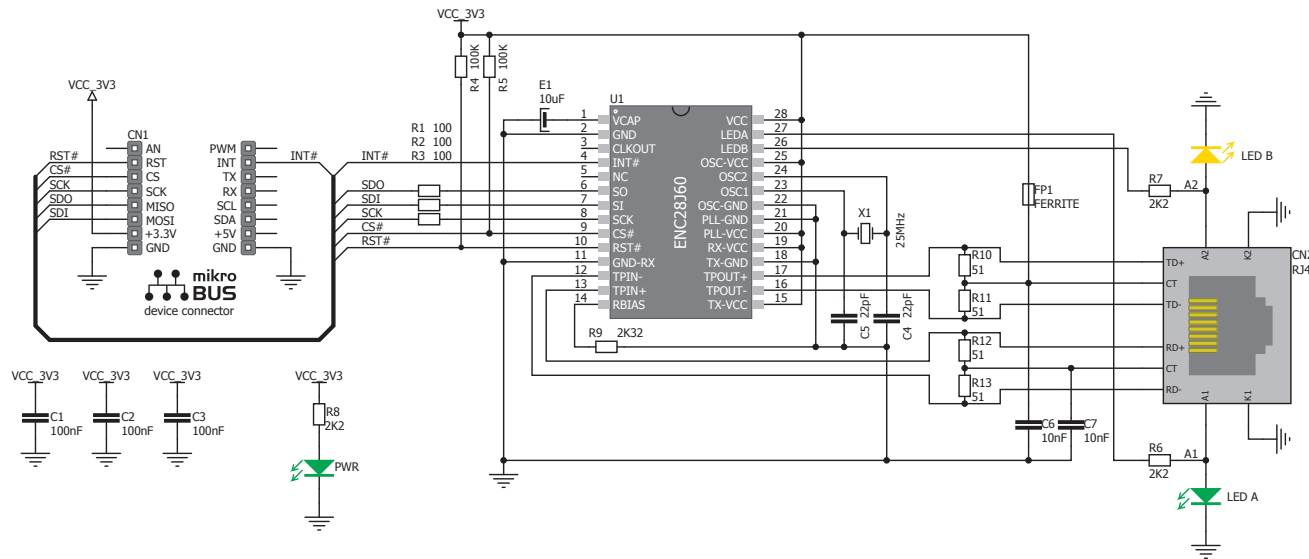 VCC_3V3
R4 100K
R5 100K
VCC_3V3
CN1
AN
RST
CS
SCK
MISO
MOSI
+3.3V
GND
PWM
INT
TX
RX
SCL
SDA
+5V
GND
RST#
CS#
SCK
SDO
SDI
INT#
mikro
BUS
device connector
INT#
SDO
SDI
SCK
CS#
RST#
R1 100
R2 100
R3 100
E1
10uF
U1
ENC28J60
1 VCAP
2 GND
3 CLKOUT
4 INT#
5 NC
6 SO
7 SI
8 SCK
9 CS#
10 RST#
11 GND-RX
12 TPIN-
13 TPIN+
14 RBIAS
VCC 28
LEDA 27
LEDB 26
OSC-VCC 25
OSC2 24
OSC1 23
OSC-GND 22
PLL-GND 21
PLL-VCC 20
RX-VCC 19
TX-GND 18
TPOUT+ 17
TPOUT- 16
TX-VCC 15
R9 2K32
X1
25MHz
C5 22pF
C4 22pF
FP1
FERRITE
R10
51
R11
51
R12
51
R13
51
C6
10nF
C7
10nF
LED B
R7
2K2
A2
A2
K2
TD+
CT
TD-
RD+
CT
RD-
A1
K1
R6
2K2
A1
LED A
VCC_3V3
C1
100nF
VCC_3V3
C2
100nF
VCC_3V3
C3
100nF
VCC_3V3
R8
2K2
PWR